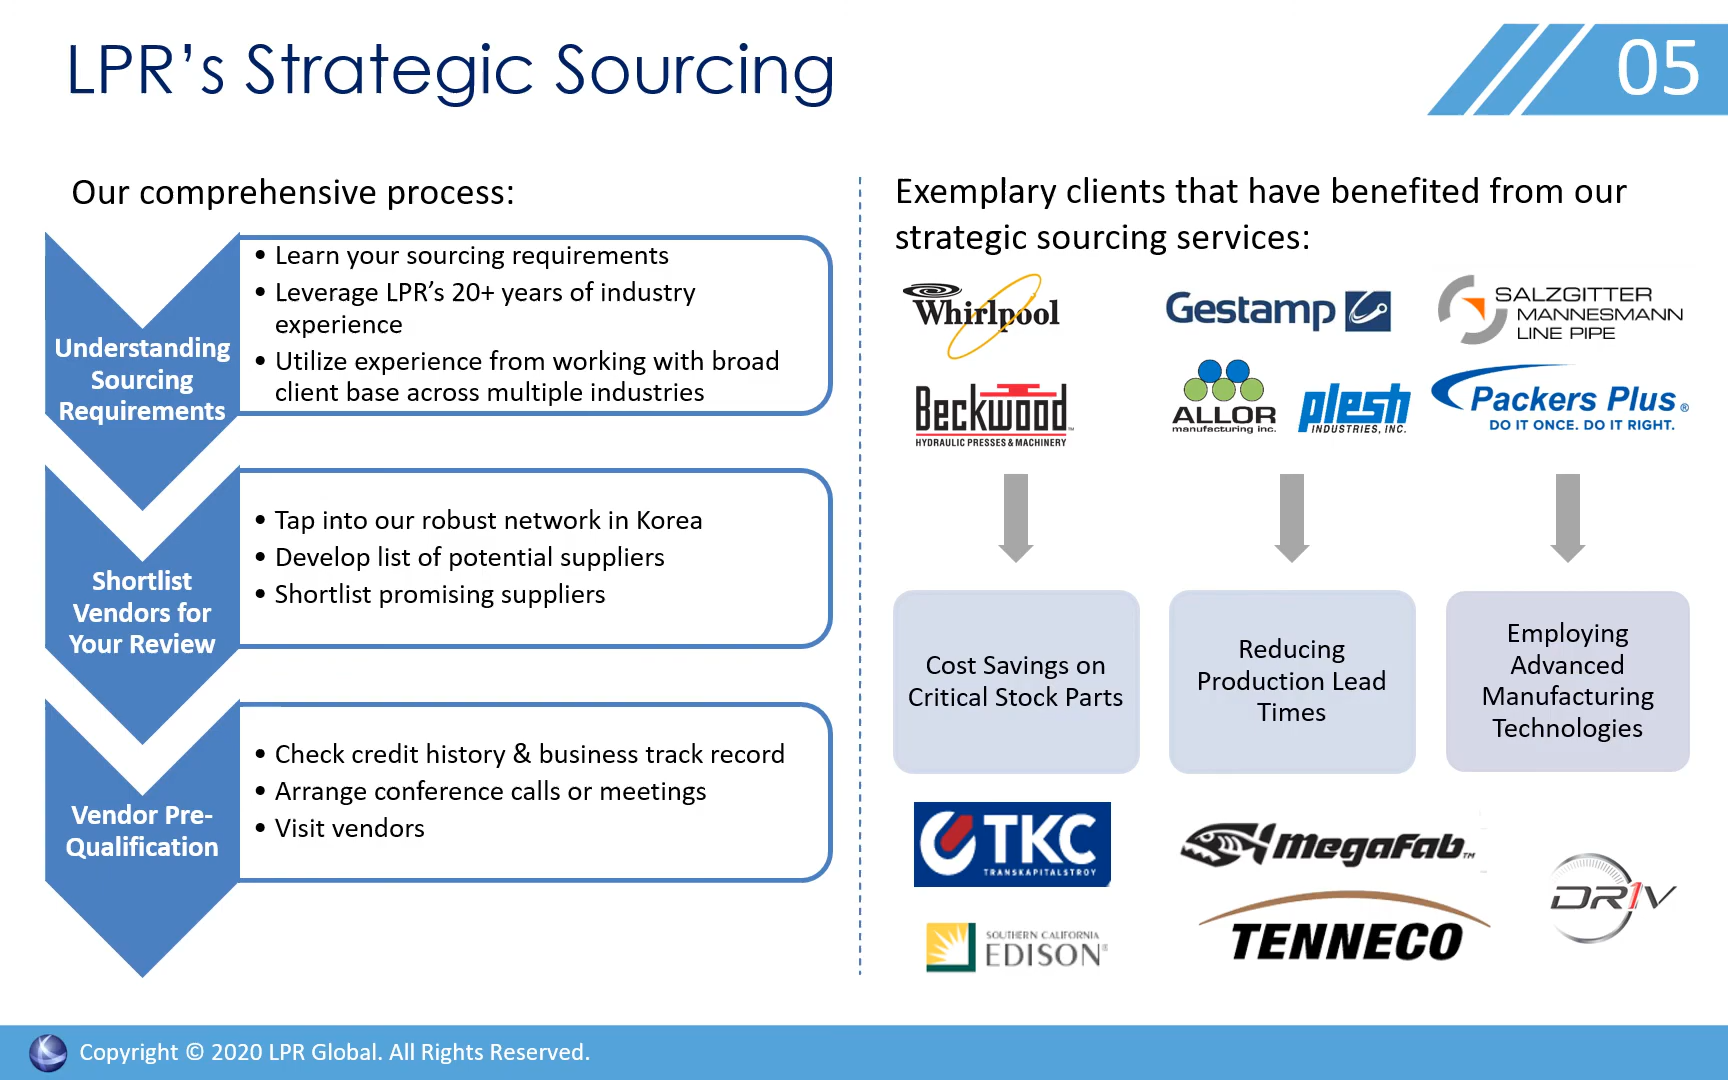 LPR's Strategic Sourcing
05
Our comprehensive process:
Understanding
Sourcing
Requirements
• Learn your sourcing requirements
• Leverage LPR's 20+ years of industry
experience
• Utilize experience from working with broad
client base across multiple industries
Shortlist
Vendors for
Your Review
• Tap into our robust network in Korea
• Develop list of potential suppliers
• Shortlist promising suppliers
Vendor Pre-
Qualification
• Check credit history & business track record
• Arrange conference calls or meetings
• Visit vendors
Exemplary clients that have benefited from our
strategic sourcing services:
Whirlpool
Gestamp
SALZGITTER
MANNESMANN
LINE PIPE
Beckwood™
HYDRAULIC PRESSES & MACHINERY
ALLOR
manufacturing inc.
plesh
INDUSTRIES, INC.
Packers Plus®
DO IT ONCE. DO IT RIGHT.
Cost Savings on
Critical Stock Parts
Reducing
Production Lead
Times
Employing
Advanced
Manufacturing
Technologies
TKC
TRANSKAPITALSTROY
SOUTHERN CALIFORNIA
EDISON®
MegaFab™
TENNECO
DR1V
Copyright © 2020 LPR Global. All Rights Reserved.